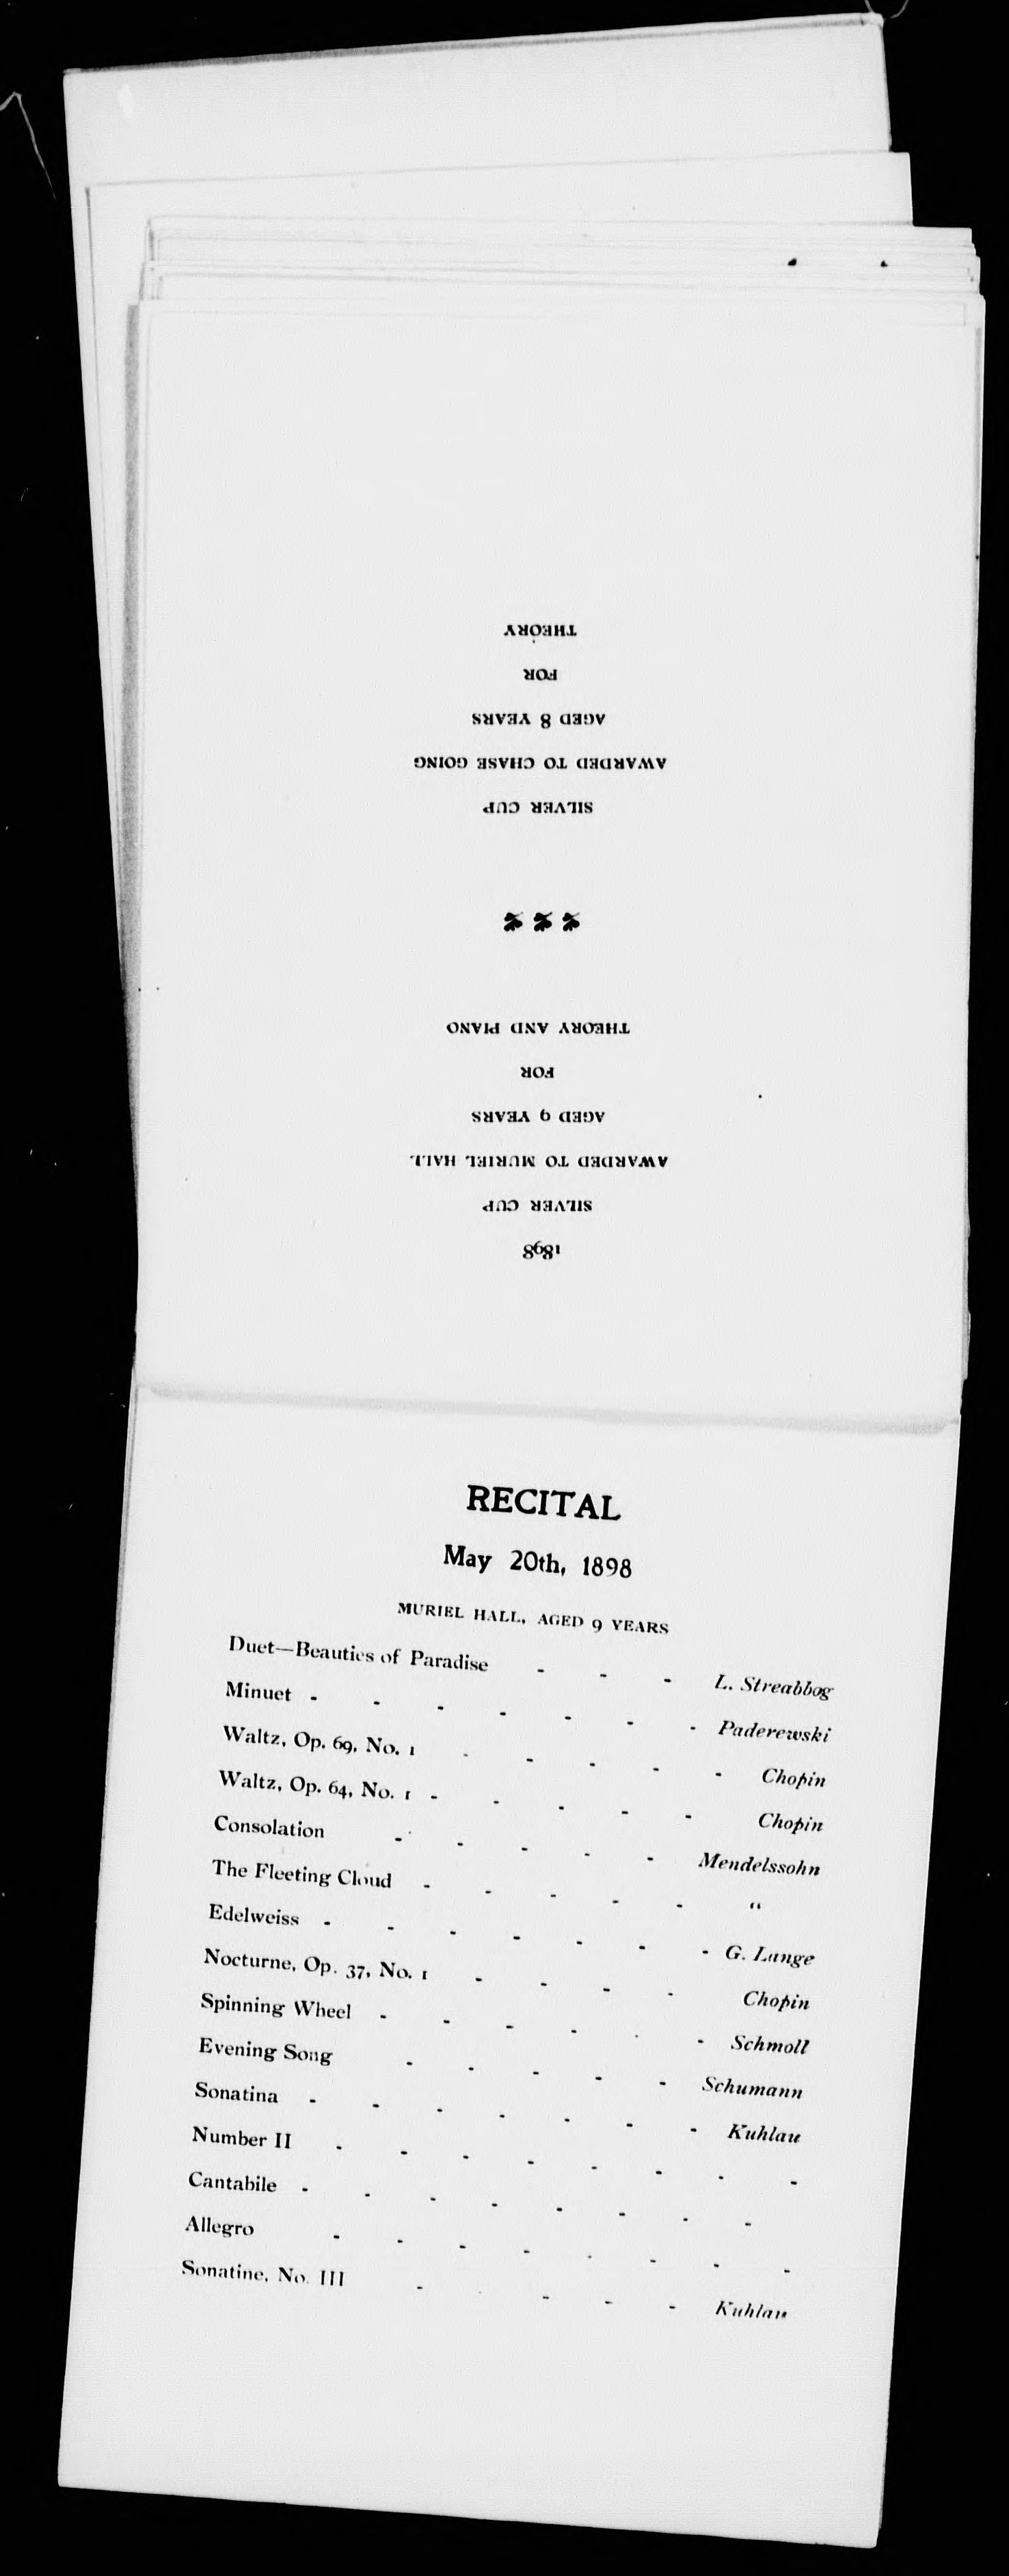 1898
SILVER CUP
AWARDED TO MURIEL HALL
AGED 9 YEARS
FOR
THEORY AND PIANO
SILVER CUP
AWARDED TO CHASE GOING
AGED 8 YEARS
FOR
THEORY
RECITAL
May 20th, 1898
MURIEL HALL, AGED 9 YEARS
Duet—Beauties of Paradise - - - L. Streabbog
Minuet - - - - - - - Paderewski
Waltz, Op. 69, No. 1 - - - - - Chopin
Waltz, Op. 64, No. 1 - - - - - Chopin
Consolation - - - - - Mendelssohn
The Fleeting Cloud - - - - - "
Edelweiss - - - - - - - G. Lange
Nocturne, Op. 37, No. 1 - - - - Chopin
Spinning Wheel - - - - - - Schmoll
Evening Song - - - - - Schumann
Sonatina - - - - - - - Kuhlau
Number II - - - - - - - -
Cantabile - - - - - - - -
Allegro - - - - - - - -
Sonatine, No. III - - - - - Kuhlau